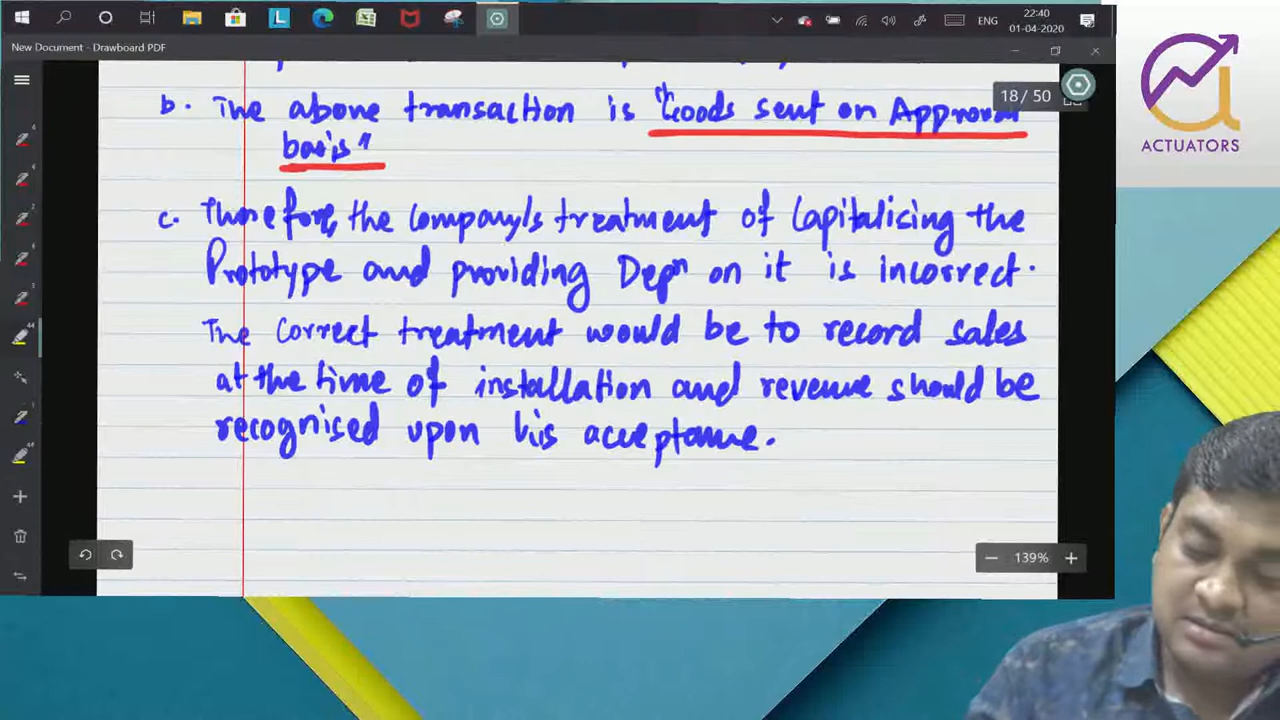 ENG
22:40
01-04-2020
New Document - Drawboard PDF
18 / 50
b. The above transaction is "Goods sent on Approval
basis"
c. Therefore, the company's treatment of Capitalising the
Prototype and providing Depn on it is incorrect.
The correct treatment would be to record sales
at the time of installation and revenue should be
recognised upon his acceptance.
139%
ACTUATORS